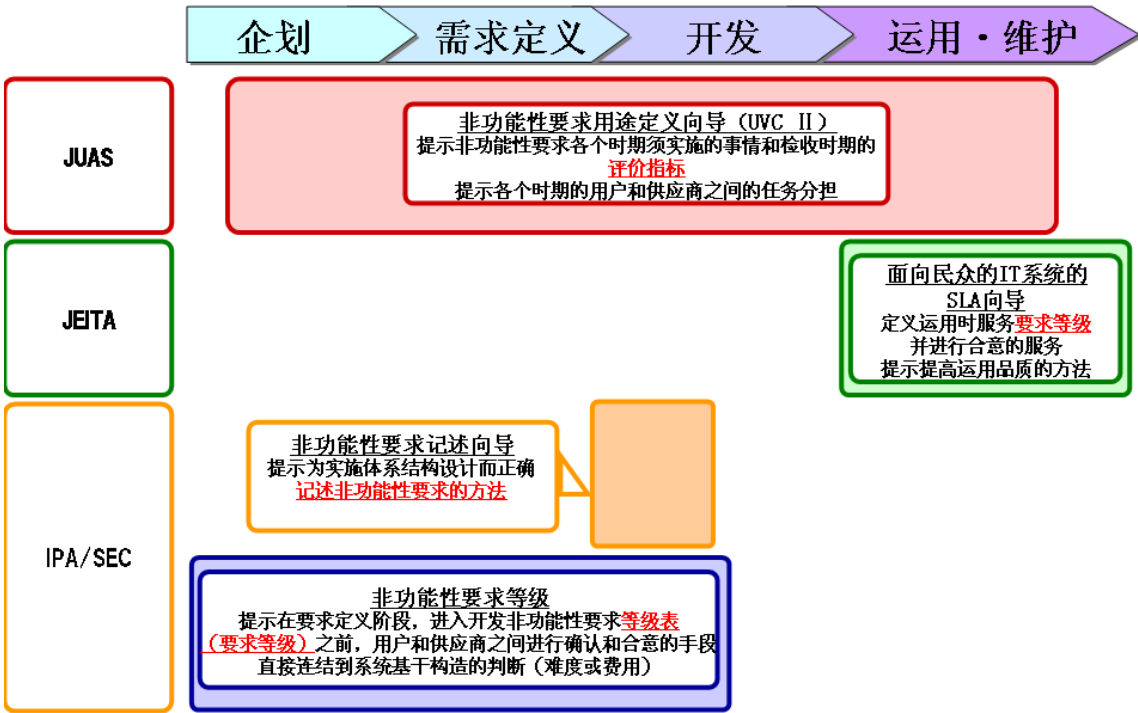 企划 需求定义 开发 运用・维护
JUAS
非功能性要求用途定义向导（UVC Ⅱ）
提示非功能性要求各个时期须实施的事情和检收时期的
评价指标
提示各个时期的用户和供应商之间的任务分担
JEITA
面向民众的IT系统的
SLA向导
定义运用时服务要求等级
并进行合意的服务
提示提高运用品质的方法
IPA/SEC
非功能性要求记述向导
提示为实施体系结构设计而正确
记述非功能性要求的方法
非功能性要求等级
提示在要求定义阶段，进入开发非功能性要求等级表
（要求等级）之前，用户和供应商之间进行确认和合意的手段
直接连结到系统基干构造的判断（难度或费用）